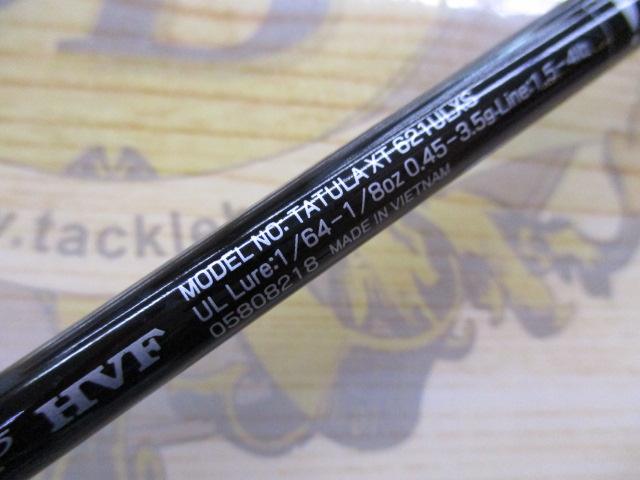 MODEL NO: TATULA XT 621ULXS
UL Lure:1/64-1/8oz 0.45-3.5g・Line:1.5-4lb
05808218 MADE IN VIETNAM
HVF
.tackle